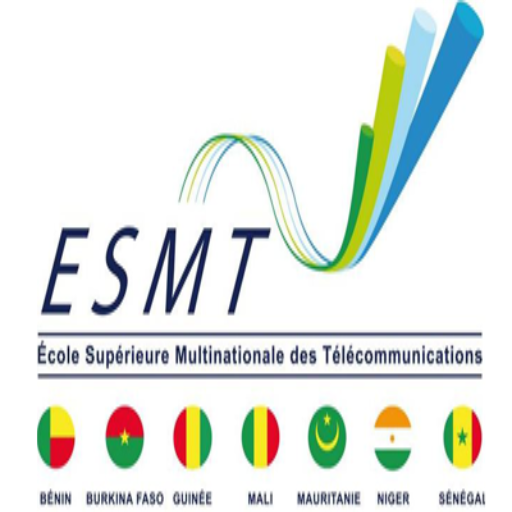 ESMT
École Supérieure Multinationale des Télécommunications
BÉNIN BURKINA FASO GUINÉE MALI MAURITANIE NIGER SÉNÉGAL